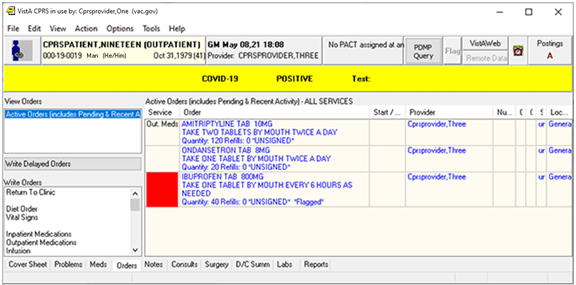 VistA CPRS in use by: Cprsprovider,One (vac.gov)
File Edit View Action Options Tools Help
CPRSPATIENT,NINETEEN (OUTPATIENT) GM May 08,21 18:08 No PACT assigned at an PDMP Query Flag VistAWeb Remote Data Postings
000-19-0019 Man (He/Him) Oct 31,1979 (41) Provider: CPRSPROVIDER,THREE A
COVID-19 POSITIVE Test:
View Orders Active Orders (includes Pending & Recent Activity) - ALL SERVICES
Active Orders (includes Pending & Recent A
Service Order Start / ... Provider Nu... Loc...
Out. Meds AMITRIPTYLINE TAB 10MG Cprsprovider,Three ur Genera
TAKE TWO TABLETS BY MOUTH TWICE A DAY
Quantity: 120 Refills: 0 *UNSIGNED*
ONDANSETRON TAB 8MG Cprsprovider,Three ur Genera
TAKE ONE TABLET BY MOUTH TWICE A DAY
Quantity: 20 Refills: 0 *UNSIGNED*
IBUPROFEN TAB 800MG Cprsprovider,Three ur Genera
TAKE ONE TABLET BY MOUTH EVERY 6 HOURS AS
NEEDED
Quantity: 40 Refills: 0 *UNSIGNED* *Flagged*
Write Delayed Orders
Write Orders
Return To Clinic
Diet Order
Vital Signs
Inpatient Medications
Outpatient Medications
Infusion
Cover Sheet Problems Meds Orders Notes Consults Surgery D/C Summ Labs Reports